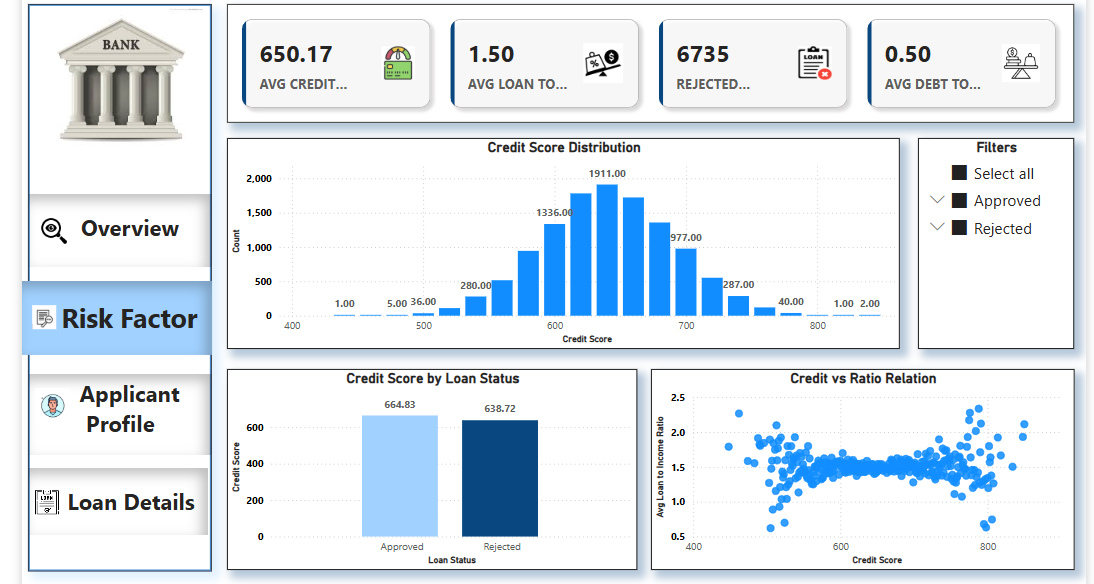 BANK
Overview
Risk Factor
Applicant
Profile
LOAN
Loan Details
650.17
AVG CREDIT...
1.50
AVG LOAN TO...
6735
REJECTED...
LOAN
0.50
AVG DEBT TO...
Credit Score Distribution
Count
2,000
1,500
1,000
500
0
1.00
5.00
36.00
280.00
1336.00
1911.00
977.00
287.00
40.00
1.00
2.00
400
500
600
700
800
Credit Score
Filters
Select all
Approved
Rejected
Credit Score by Loan Status
Credit Score
600
400
200
0
664.83
638.72
Approved
Rejected
Loan Status
Credit vs Ratio Relation
Avg Loan to Income Ratio
2.5
2.0
1.5
1.0
0.5
400
600
800
Credit Score